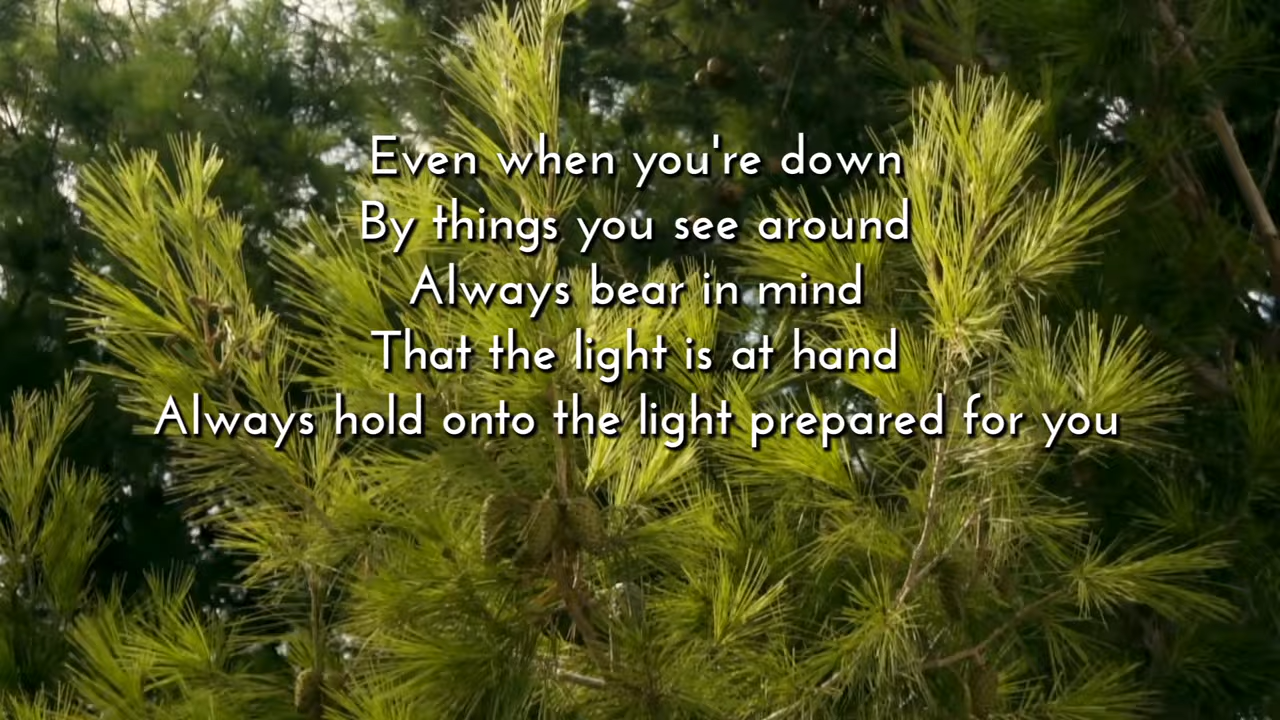 Even when you're down
By things you see around
Always bear in mind
That the light is at hand
Always hold onto the light prepared for you